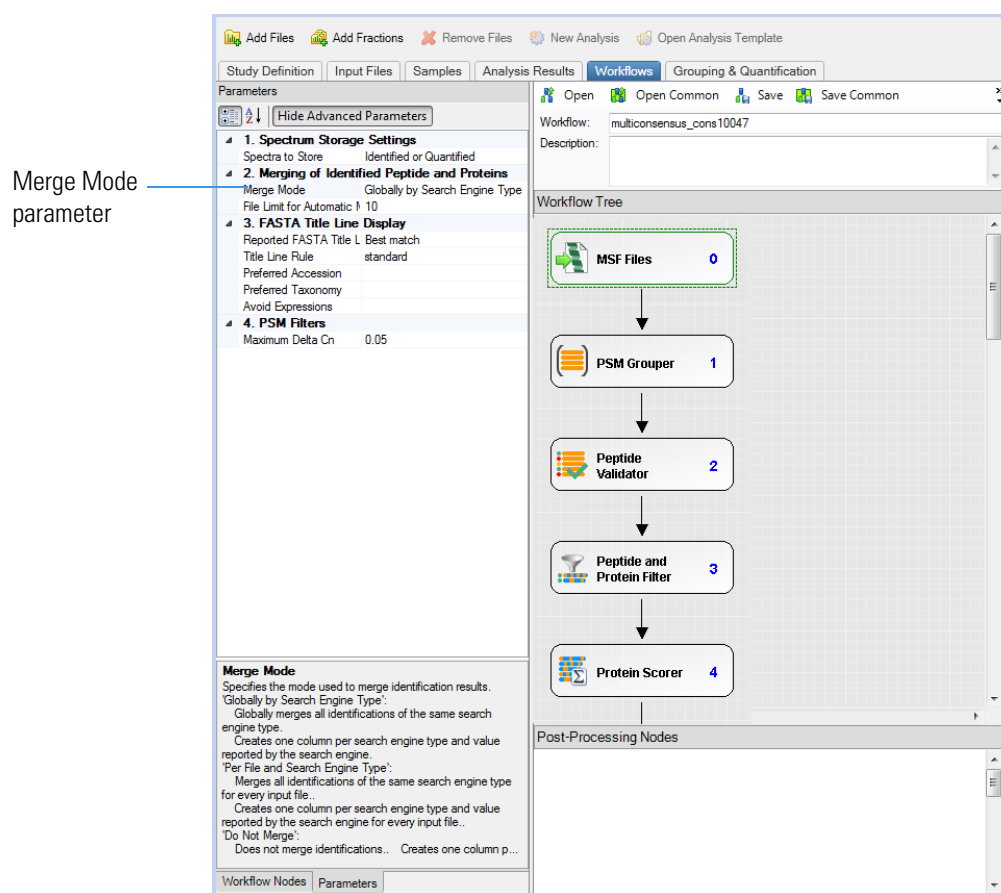 Add Files Add Fractions Remove Files New Analysis Open Analysis Template
Study Definition Input Files Samples Analysis Results Workflows Grouping & Quantification
Merge Mode
parameter
Parameters
A
Z
Hide Advanced Parameters
1. Spectrum Storage Settings
Spectra to Store Identified or Quantified
2. Merging of Identified Peptide and Proteins
Merge Mode Globally by Search Engine Type
File Limit for Automatic M 10
3. FASTA Title Line Display
Reported FASTA Title L Best match
Title Line Rule standard
Preferred Accession
Preferred Taxonomy
Avoid Expressions
4. PSM Filters
Maximum Delta Cn 0.05
Merge Mode
Specifies the mode used to merge identification results.
'Globally by Search Engine Type':
Globally merges all identifications of the same search
engine type.
Creates one column per search engine type and value
reported by the search engine.
'Per File and Search Engine Type':
Merges all identifications of the same search engine type
for every input file..
Creates one column per search engine type and value
reported by the search engine for every input file..
'Do Not Merge':
Does not merge identifications.. Creates one column p...
Workflow Nodes Parameters
Open Open Common Save Save Common
Workflow: multiconsensus_cons10047
Description:
Workflow Tree
MSF Files 0
PSM Grouper 1
Peptide
Validator 2
Peptide and
Protein Filter 3
Protein Scorer 4
Post-Processing Nodes